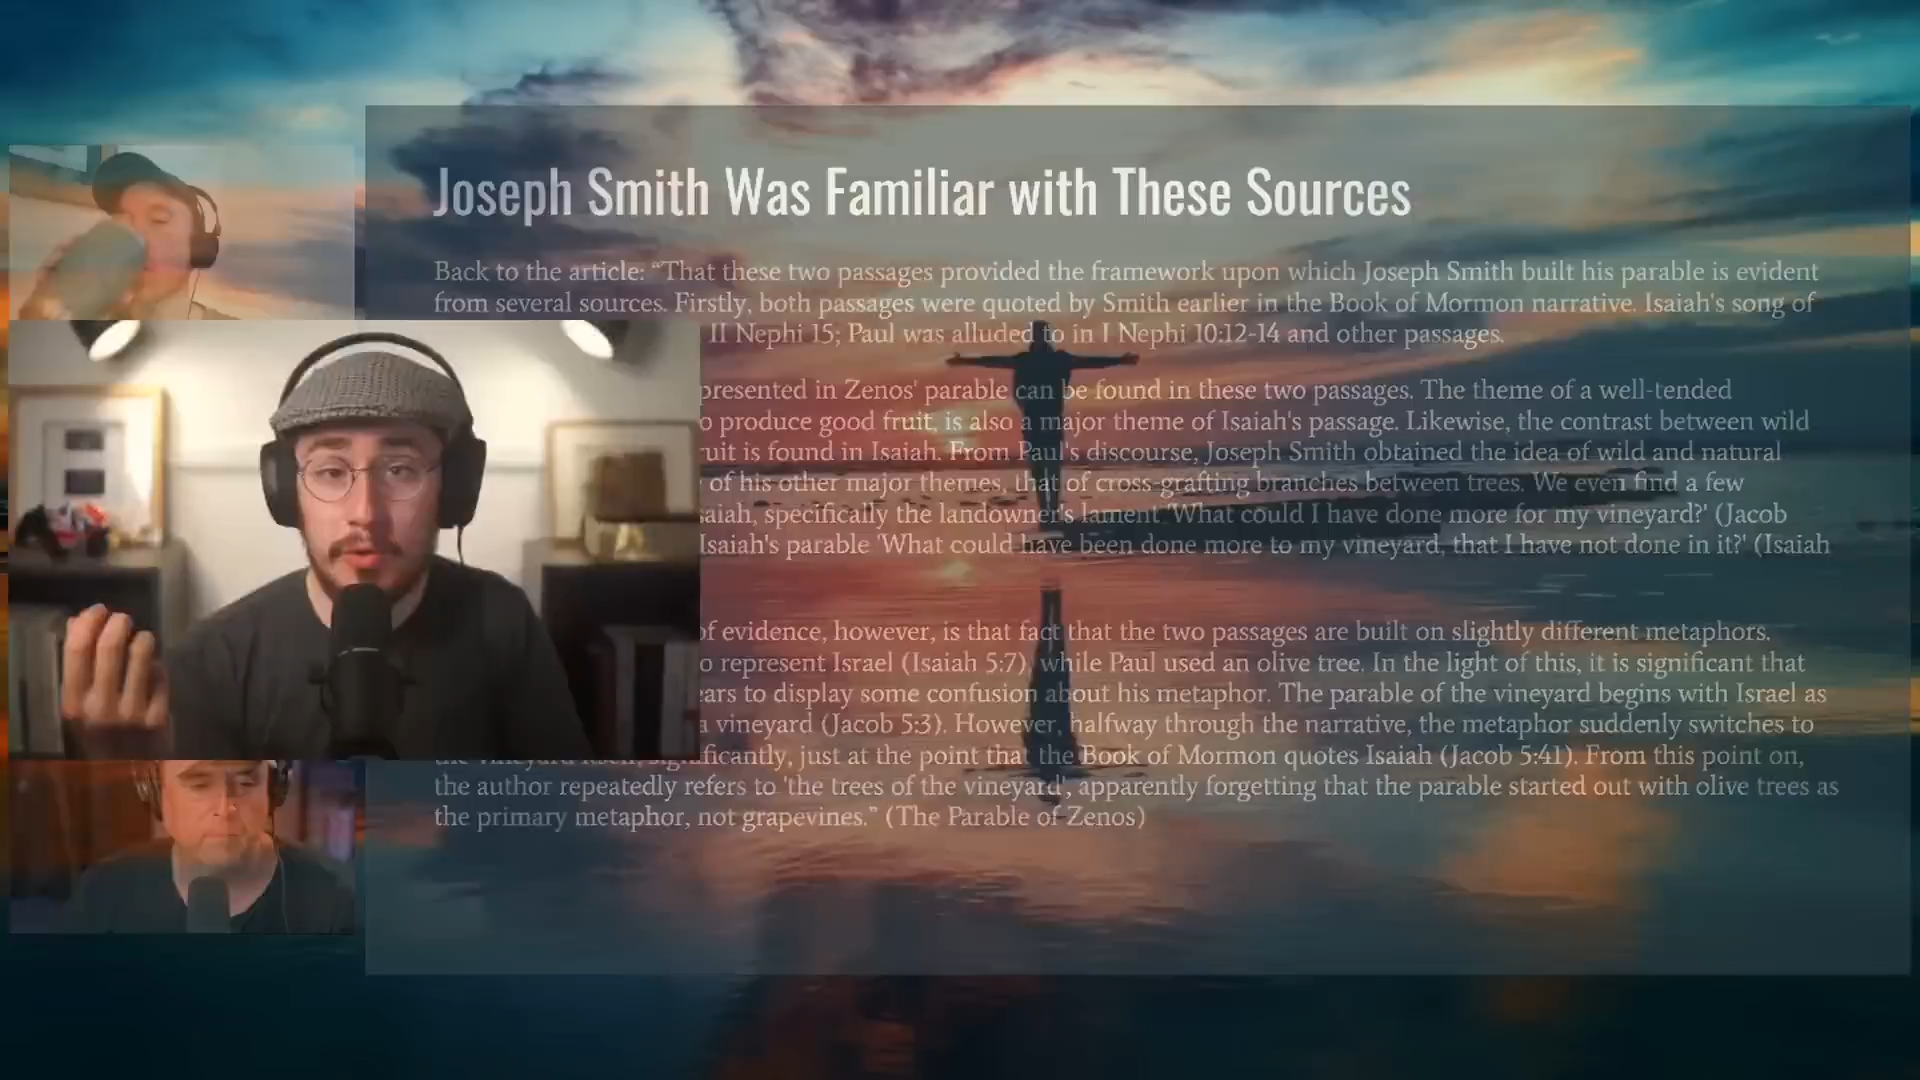 Joseph Smith Was Familiar with These Sources
Back to the article: “That these two passages provided the framework upon which Joseph Smith built his parable is evident
from several sources. Firstly, both passages were quoted by Smith earlier in the Book of Mormon narrative. Isaiah's song of
II Nephi 15; Paul was alluded to in I Nephi 10:12-14 and other passages.
presented in Zenos' parable can be found in these two passages. The theme of a well-tended
o produce good fruit, is also a major theme of Isaiah's passage. Likewise, the contrast between wild
is found in Isaiah. From Paul's discourse, Joseph Smith obtained the idea of wild and natural
of his other major themes, that of cross-grafting branches between trees. We even find a few
saiah, specifically the landowner's lament 'What could I have done more for my vineyard?' (Jacob
Isaiah's parable 'What could have been done more to my vineyard, that I have not done in it?' (Isaiah
of evidence, however, is that fact that the two passages are built on slightly different metaphors.
o represent Israel (Isaiah 5:7), while Paul used an olive tree. In the light of this, it is significant that
ears to display some confusion about his metaphor. The parable of the vineyard begins with Israel as
a vineyard (Jacob 5:3). However, halfway through the narrative, the metaphor suddenly switches to
just at the point that the Book of Mormon quotes Isaiah (Jacob 5:41). From this point on,
the author repeatedly refers to 'the trees of the vineyard', apparently forgetting that the parable started out with olive trees as
the primary metaphor, not grapevines.” (The Parable of Zenos)